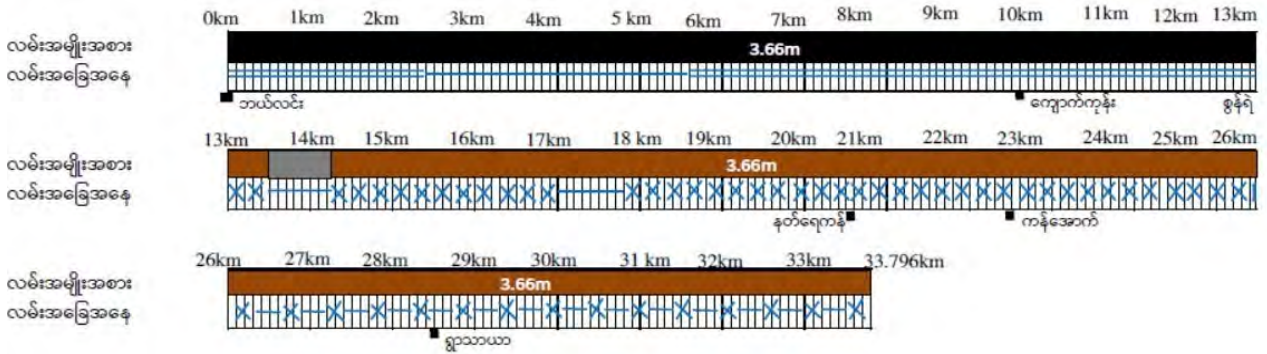 0km 1km 2km 3km 4km 5 km 6km 7km 8km 9km 10km 11km 12km 13km
လမ်းအမျိုးအစား 3.66m
လမ်းအခြေအနေ
ဘယ်လင်း ကျောက်ကုန်း စွန်ရဲ
13km 14km 15km 16km 17km 18 km 19km 20km 21km 22km 23km 24km 25km 26km
လမ်းအမျိုးအစား 3.66m
လမ်းအခြေအနေ
နတ်ရေကန် ကန်အောက်
26km 27km 28km 29km 30km 31 km 32km 33km 33.796km
လမ်းအမျိုးအစား 3.66m
လမ်းအခြေအနေ
ရွာသာယာ